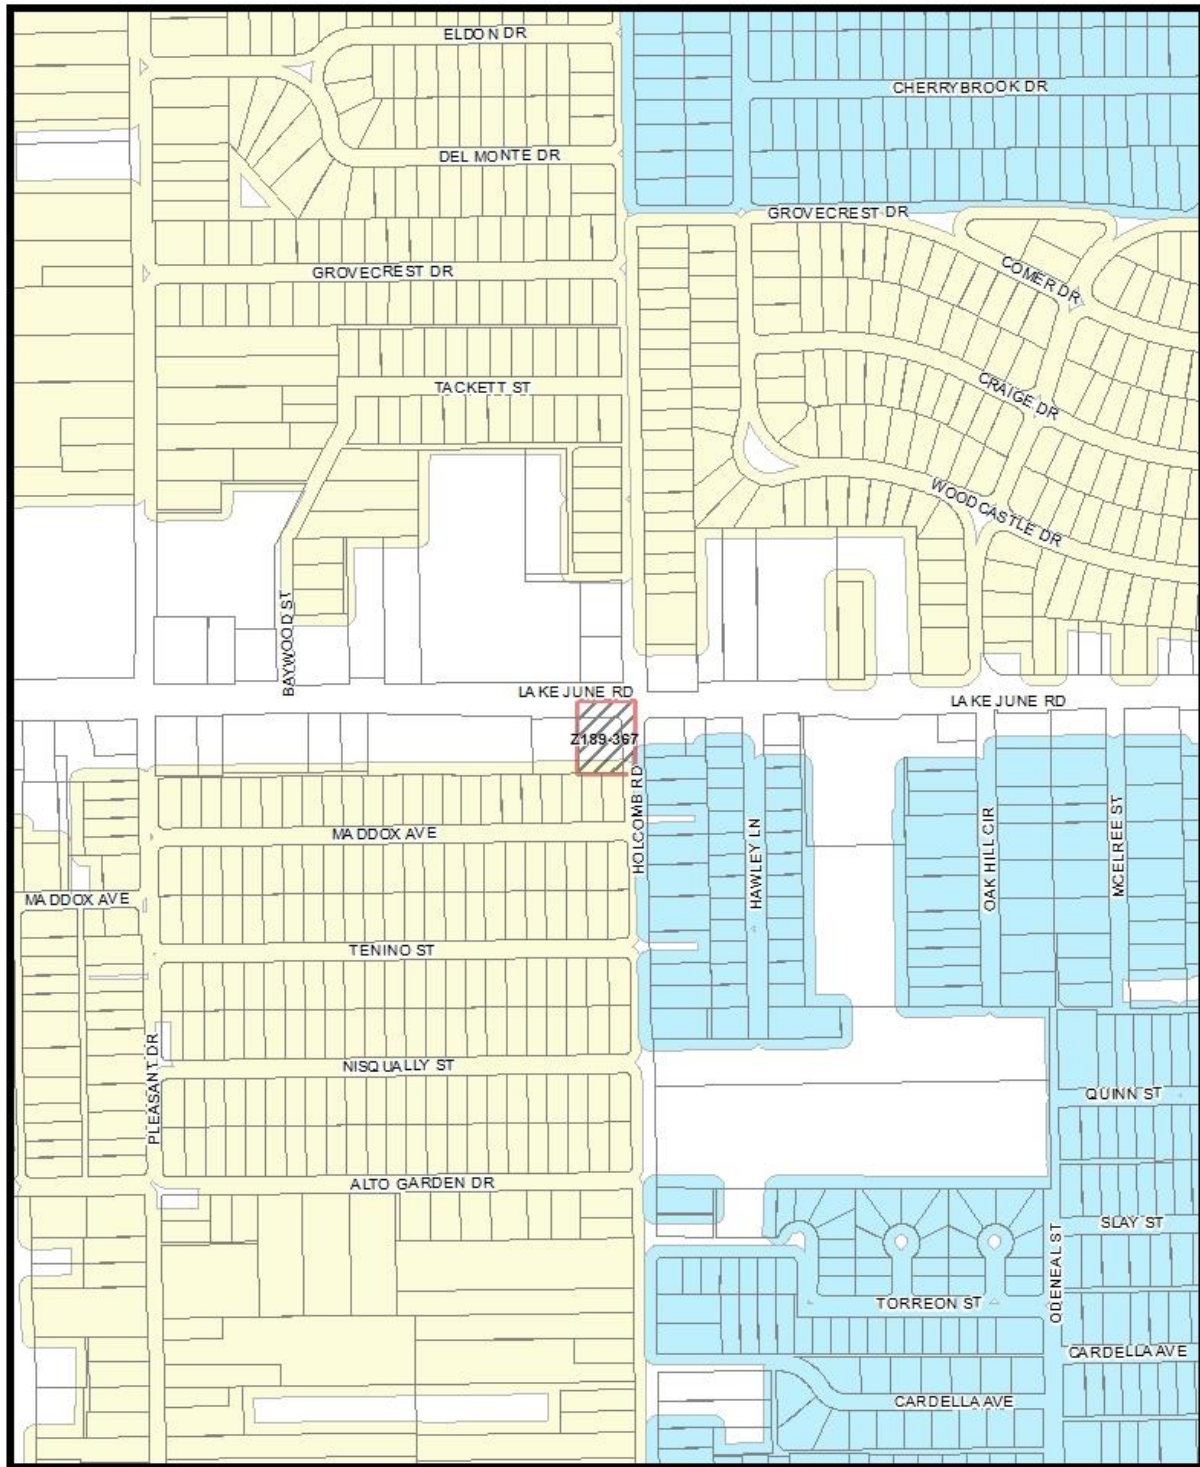 ELDON DR
CHERRYBROOK DR
DEL MONTE DR
GROVECREST DR
GROVECREST DR
COMER DR
TACKETT ST
CRAIGE DR
WOODCASTLE DR
BAYWOOD ST
LAKE JUNE RD
LAKE JUNE RD
Z189-367
HOLCOMB RD
MADDOX AVE
HAWLEY LN
OAK HILL CIR
MCELREE ST
MADDOX AVE
TENINO ST
PLEASANT DR
NISQUALLY ST
QUINN ST
ALTO GARDEN DR
SLAY ST
ODENEAL ST
TORREON ST
CARDELLA AVE
CARDELLA AVE